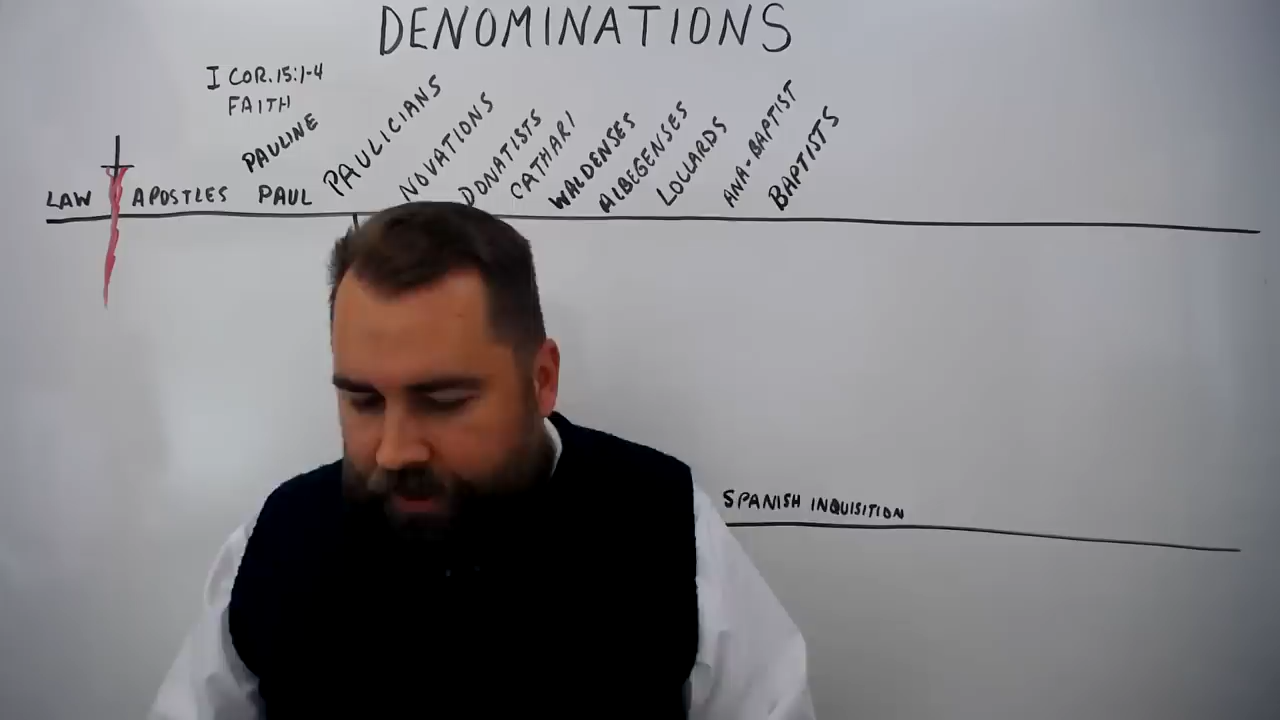 DENOMINATIONS
I COR. 15:1-4
FAITH
PAULINE
LAW
APOSTLES
PAUL
PAULICIANS
NOVATIONS
DONATISTS
CATHARI
WALDENSES
ALBEGENSES
LOLLARDS
ANA-BAPTIST
BAPTISTS
SPANISH INQUISITION